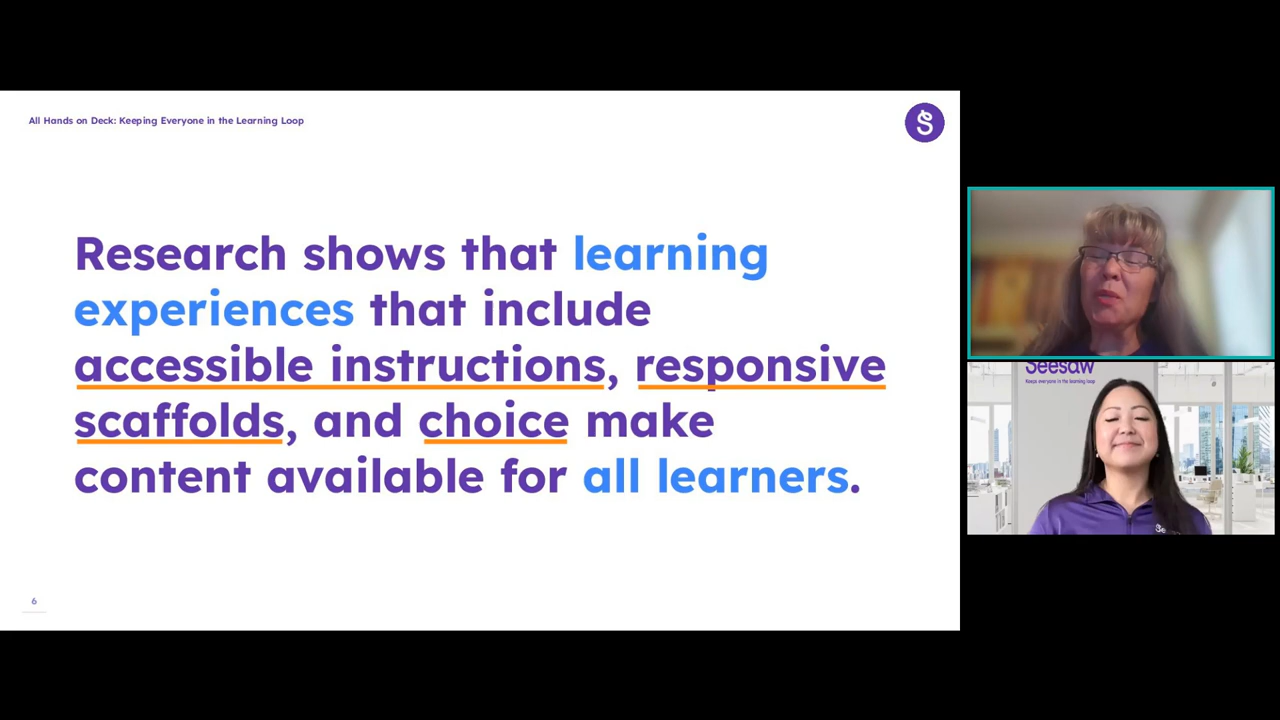 All Hands on Deck: Keeping Everyone in the Learning Loop
Research shows that learning
experiences that include
accessible instructions, responsive
scaffolds, and choice make
content available for all learners.
6
Seesaw
Keeps everyone in the learning loop